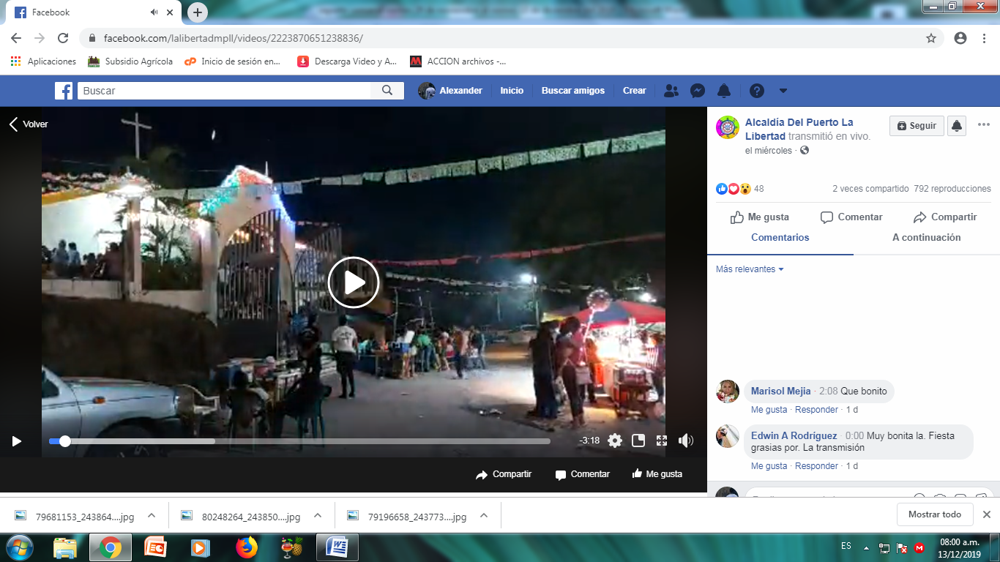 Facebook
facebook.com/lalibertadmpll/videos/2223870651238836/
Aplicaciones
Subsidio Agrícola
Inicio de sesión en...
Descarga Video y A...
ACCION archivos -...
Buscar
Alexander
Inicio
Buscar amigos
Crear
Volver
Alcaldía Del Puerto La
Libertad transmitió en vivo.
el miércoles ·
Seguir
48
2 veces compartido 792 reproducciones
Me gusta
Comentar
Compartir
Comentarios
A continuación
Más relevantes
Marisol Mejia · 2:08 Que bonito
Me gusta · Responder · 1 d
Edwin A Rodríguez · 0:00 Muy bonita la. Fiesta
grasias por. La transmisión
Me gusta · Responder · 1 d
-3:18
Compartir
Comentar
Me gusta
79681153_243864....jpg
80248264_243850....jpg
79196658_243773....jpg
Mostrar todo
ES
08:00 a.m.
13/12/2019